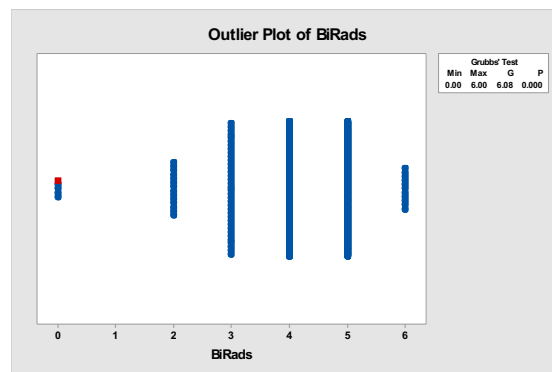 Outlier Plot of BiRads
Grubbs' Test
Min Max G P
0.00 6.00 6.08 0.000
0 1 2 3 4 5 6
BiRads